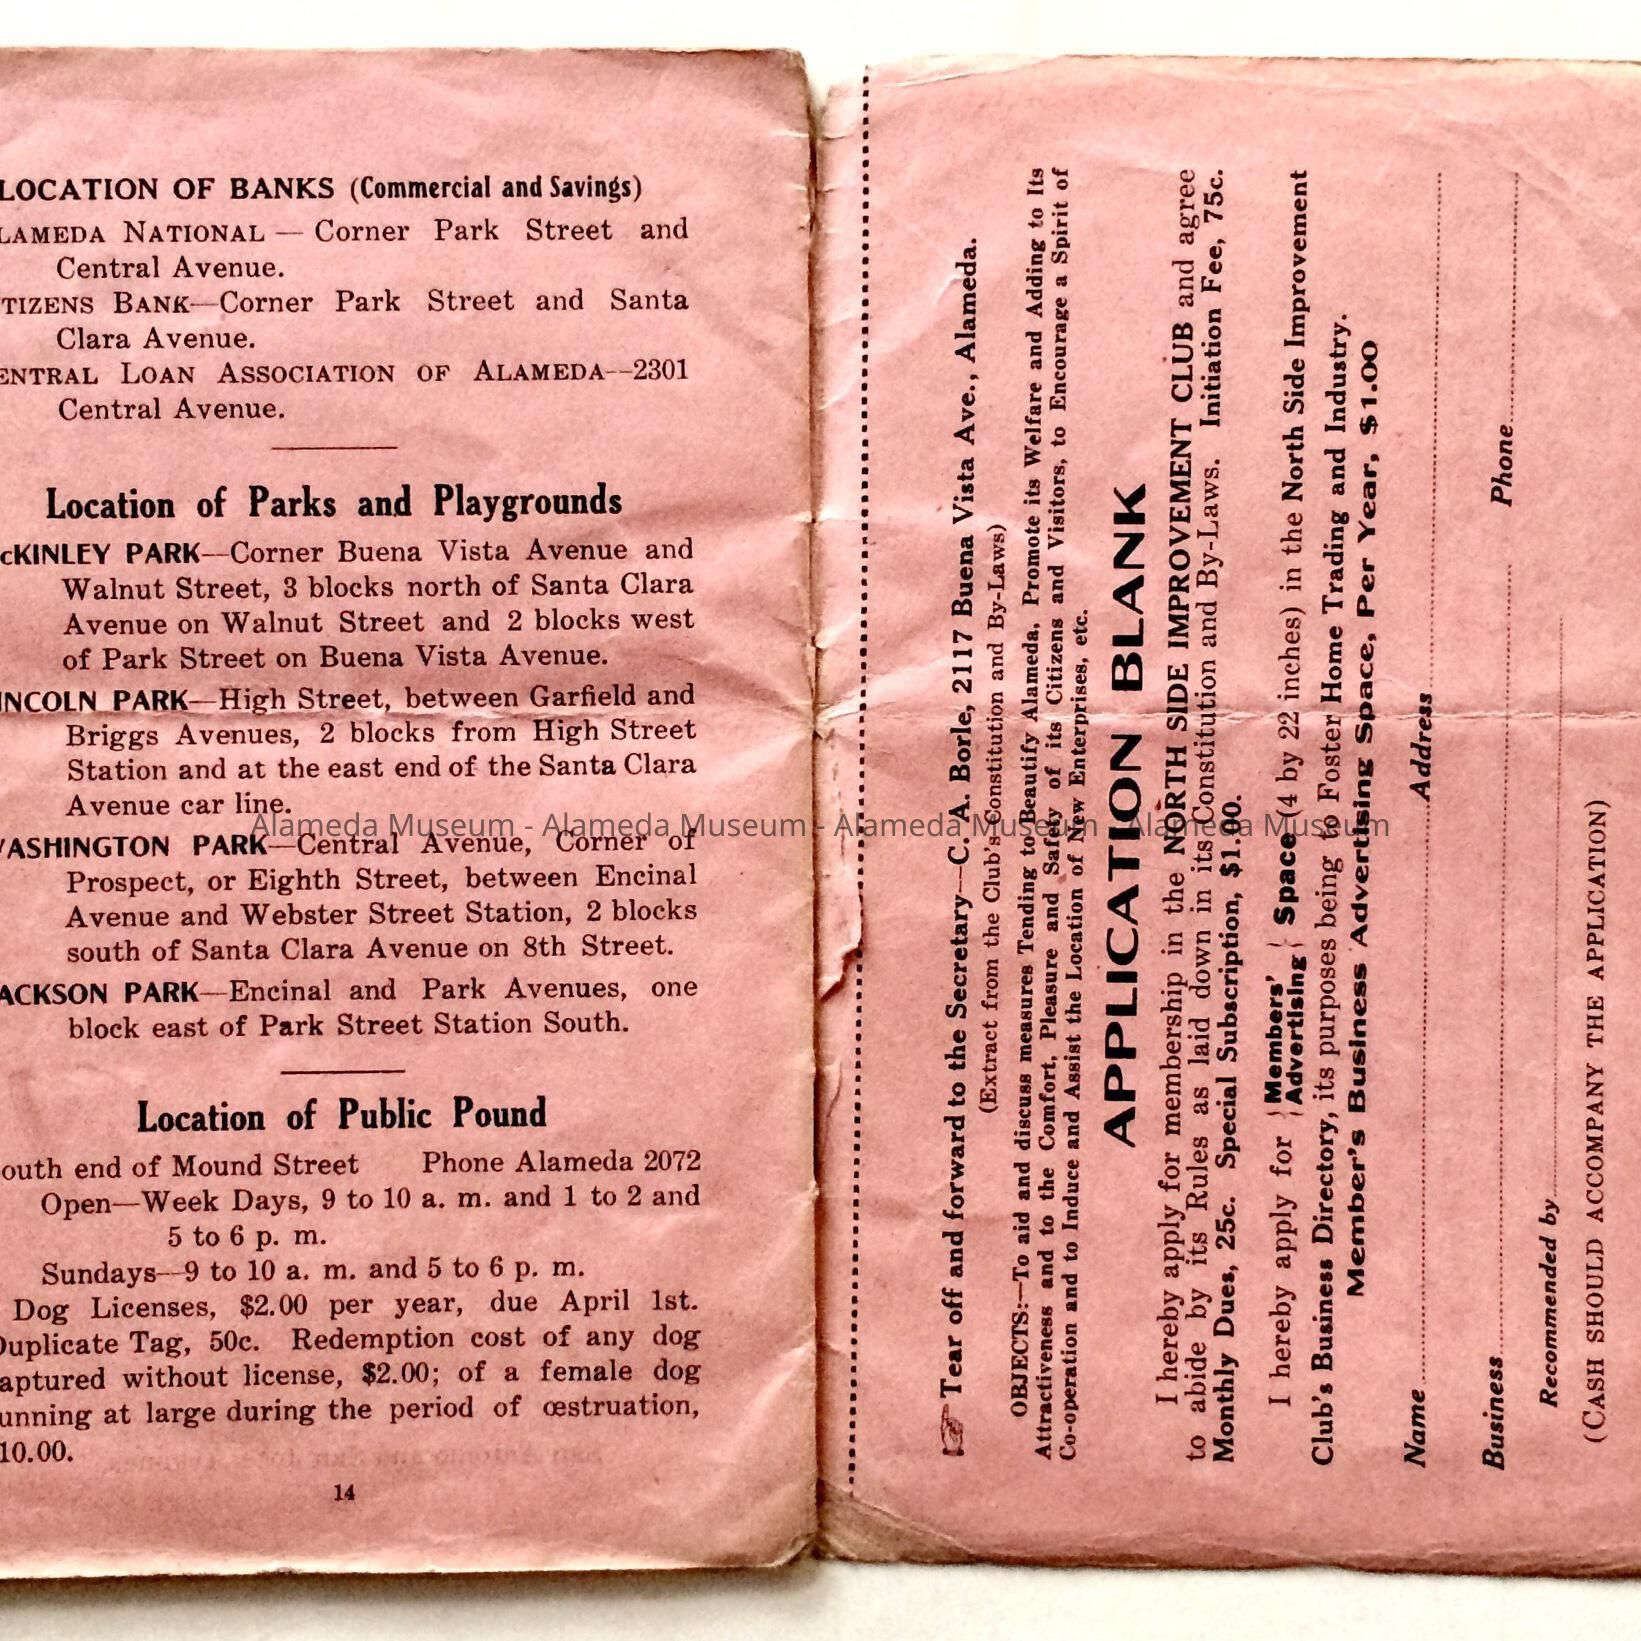 LOCATION OF BANKS (Commercial and Savings)
LAMEDA NATIONAL — Corner Park Street and
Central Avenue.
TIZENS BANK—Corner Park Street and Santa
Clara Avenue.
ENTRAL LOAN ASSOCIATION OF ALAMEDA--2301
Central Avenue.
Location of Parks and Playgrounds
cKINLEY PARK—Corner Buena Vista Avenue and
Walnut Street, 3 blocks north of Santa Clara
Avenue on Walnut Street and 2 blocks west
of Park Street on Buena Vista Avenue.
INCOLN PARK—High Street, between Garfield and
Briggs Avenues, 2 blocks from High Street
Station and at the east end of the Santa Clara
Avenue car line.
WASHINGTON PARK—Central Avenue, Corner of
Prospect, or Eighth Street, between Encinal
Avenue and Webster Street Station, 2 blocks
south of Santa Clara Avenue on 8th Street.
ACKSON PARK—Encinal and Park Avenues, one
block east of Park Street Station South.
Location of Public Pound
outh end of Mound Street Phone Alameda 2072
Open—Week Days, 9 to 10 a. m. and 1 to 2 and
5 to 6 p. m.
Sundays—9 to 10 a. m. and 5 to 6 p. m.
Dog Licenses, $2.00 per year, due April 1st.
Duplicate Tag, 50c. Redemption cost of any dog
aptured without license, $2.00; of a female dog
unning at large during the period of œstruation,
10.00.
14
Tear off and forward to the Secretary—C. A. Borle, 2117 Buena Vista Ave., Alameda.
(Extract from the Club's Constitution and By-Laws)
OBJECTS:—To aid and discuss measures Tending to Beautify Alameda, Promote its Welfare and Adding to Its
Attractiveness and to the Comfort, Pleasure and Safety of its Citizens and Visitors, to Encourage a Spirit of
Co-operation and to Induce and Assist the Location of New Enterprises, etc.
APPLICATION BLANK
I hereby apply for membership in the NORTH SIDE IMPROVEMENT CLUB and agree
to abide by its Rules as laid down in its Constitution and By-Laws. Initiation Fee, 75c.
Monthly Dues, 25c. Special Subscription, $1.00.
I hereby apply for { Members' Advertising } Space (4 by 22 inches) in the North Side Improvement
Club's Business Directory, its purposes being to Foster Home Trading and Industry.
Member's Business Advertising Space, Per Year, $1.00
Name Address
Business Phone
Recommended by
(CASH SHOULD ACCOMPANY THE APPLICATION)
Alameda Museum - Alameda Museum - Alameda Museum - Alameda Museum